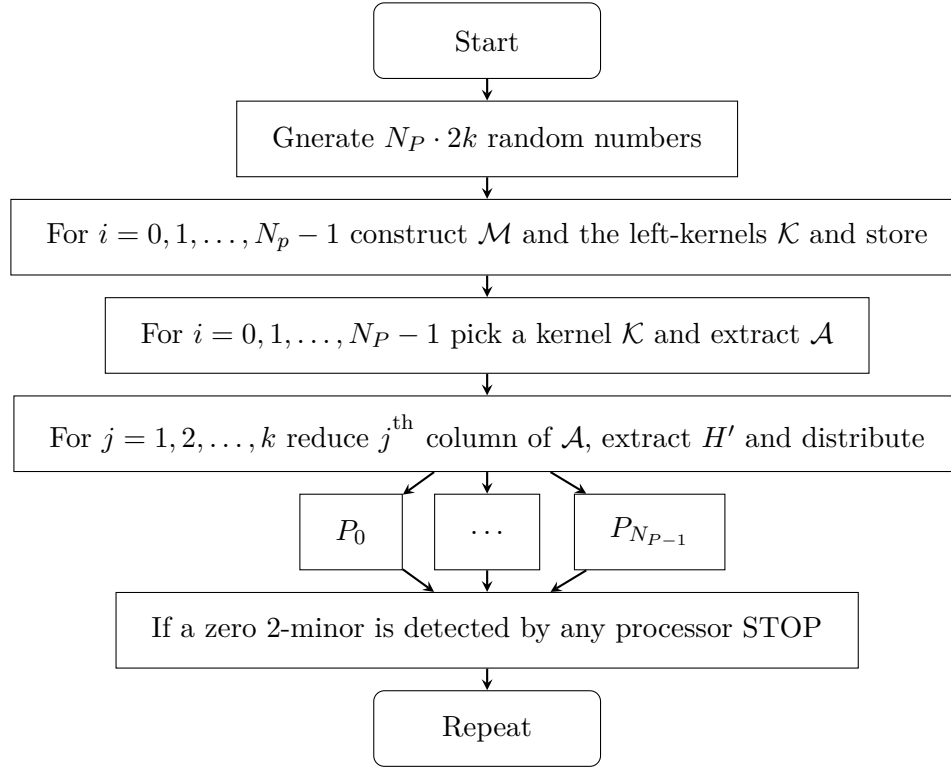 Start
Gnerate $N_P \cdot 2k$ random numbers
For $i = 0, 1, \ldots, N_p - 1$ construct $\mathcal{M}$ and the left-kernels $\mathcal{K}$ and store
For $i = 0, 1, \ldots, N_P - 1$ pick a kernel $\mathcal{K}$ and extract $\mathcal{A}$
For $j = 1, 2, \ldots, k$ reduce $j^{\text{th}}$ column of $\mathcal{A}$, extract $H'$ and distribute
$P_0$ $\cdots$ $P_{N_{P-1}}$
If a zero 2-minor is detected by any processor STOP
Repeat